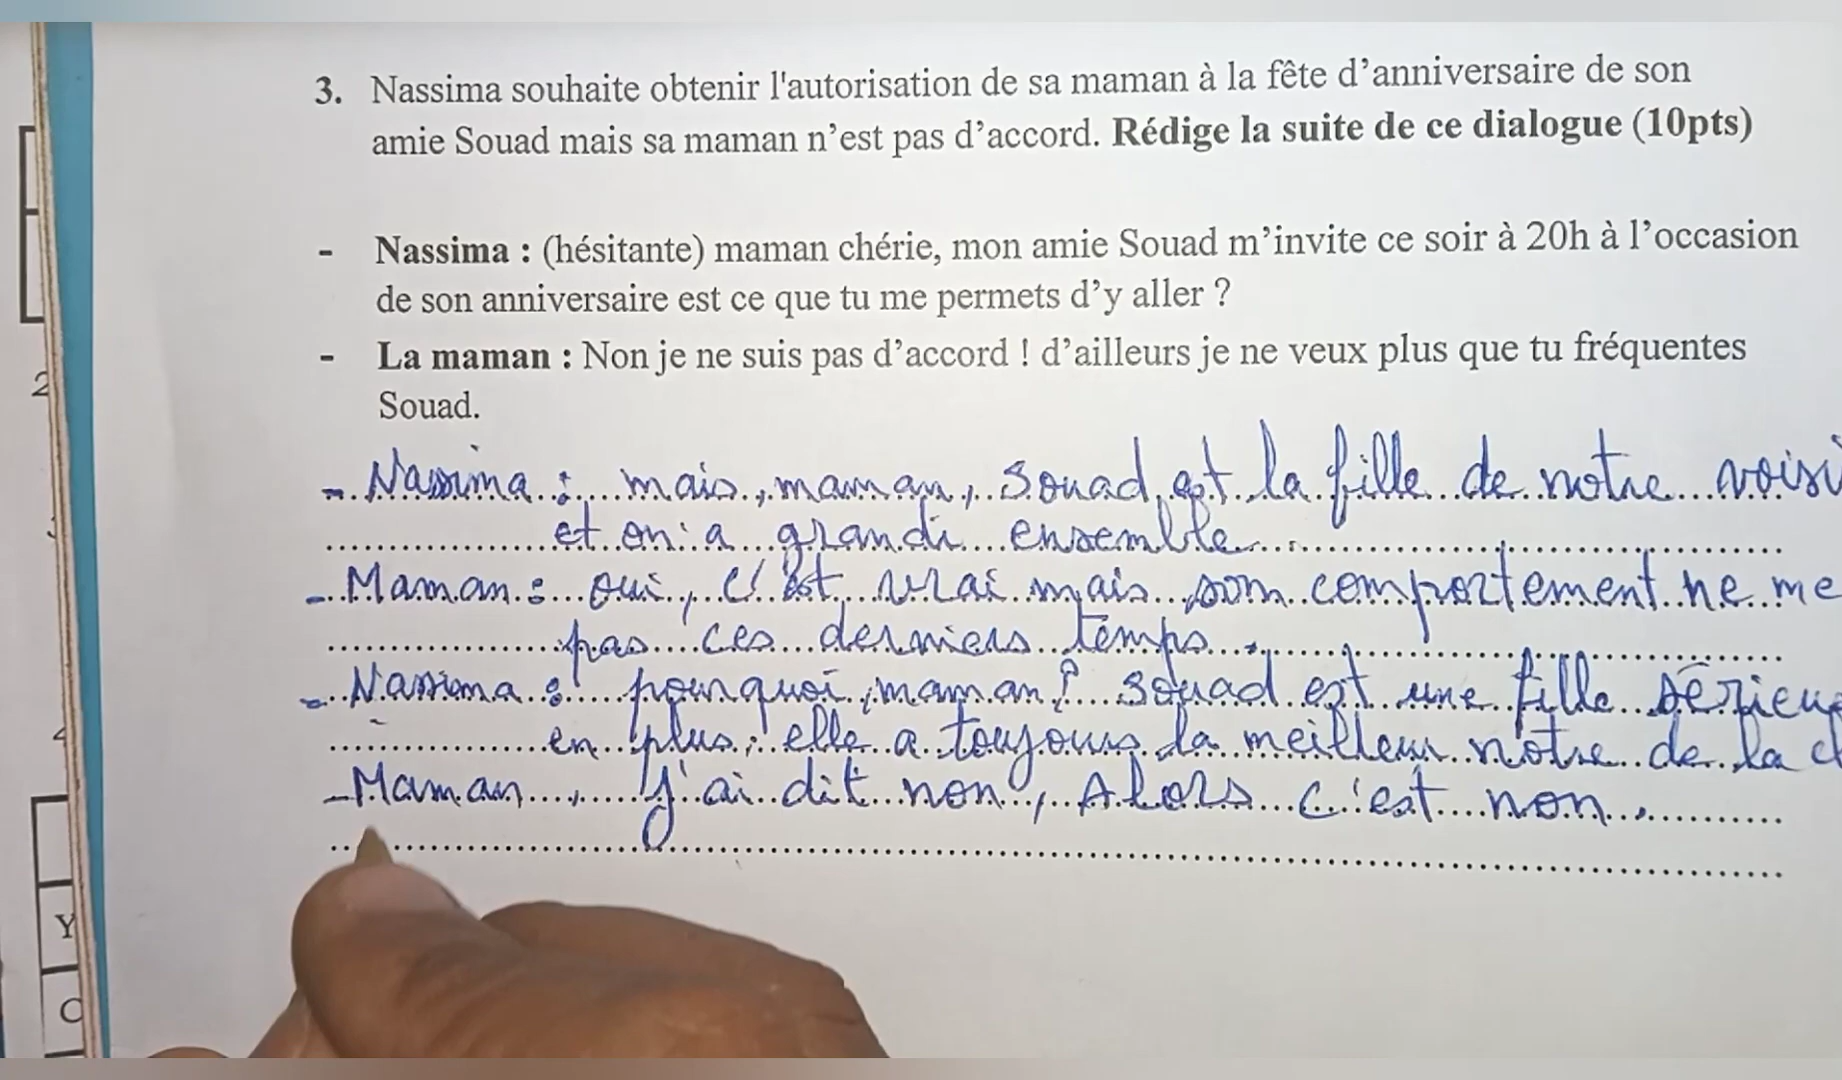 3. Nassima souhaite obtenir l'autorisation de sa maman à la fête d’anniversaire de son
amie Souad mais sa maman n’est pas d’accord. Rédige la suite de ce dialogue (10pts)
- Nassima : (hésitante) maman chérie, mon amie Souad m’invite ce soir à 20h à l’occasion
de son anniversaire est ce que tu me permets d’y aller ?
- La maman : Non je ne suis pas d’accord ! d’ailleurs je ne veux plus que tu fréquentes
Souad.
- Nassima : mais, maman, Souad est la fille de notre voisi
et on a grandi ensemble.
- Maman : oui, c'est vrai mais son comportement ne me
pas ces derniers temps.
- Nassima : pourquoi, maman ? Souad est une fille sérieu
en plus, elle a toujours la meilleur notre de la cl
- Maman, j'ai dit non, Alors c'est non.
2
4
Y
C